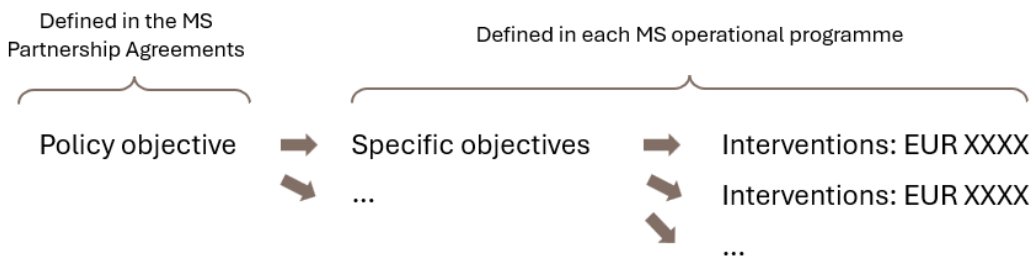 Defined in the MS
Partnership Agreements
Defined in each MS operational programme
Policy objective
Specific objectives
Interventions: EUR XXXX
...
Interventions: EUR XXXX
...